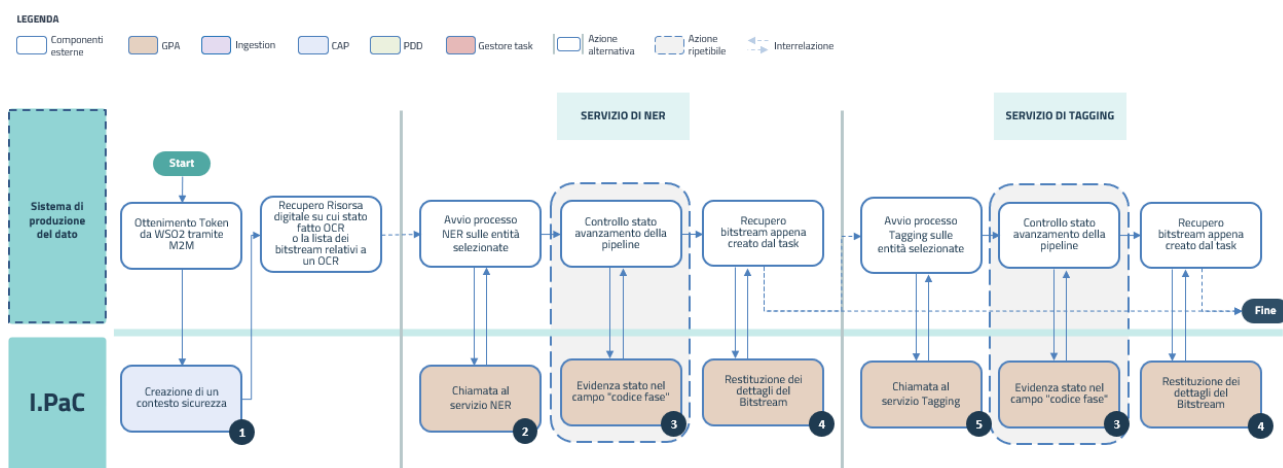 LEGENDA
Componenti
esterne
GPA
Ingestion
CAP
PDD
Gestore task
Azione
alternativa
Azione
ripetibile
Interrelazione
SERVIZIO DI NER
SERVIZIO DI TAGGING
Sistema di
produzione
del dato
Start
Ottenimento Token
da WSO2 tramite
M2M
Recupero Risorsa
digitale su cui stato
fatto OCR
o la lista dei
bitstream relativi a
un OCR
Avvio processo
NER sulle entità
selezionate
Controllo stato
avanzamento della
pipeline
Recupero
bitstream appena
creato dal task
Avvio processo
Tagging sulle
entità selezionate
Controllo stato
avanzamento della
pipeline
Recupero
bitstream appena
creato dal task
Fine
I.PaC
Creazione di un
contesto sicurezza
1
Chiamata al
servizio NER
2
Evidenza stato nel
campo "codice fase"
3
Restituzione dei
dettagli del
Bitstream
4
Chiamata al
servizio Tagging
5
Evidenza stato nel
campo "codice fase"
3
Restituzione dei
dettagli del
Bitstream
4